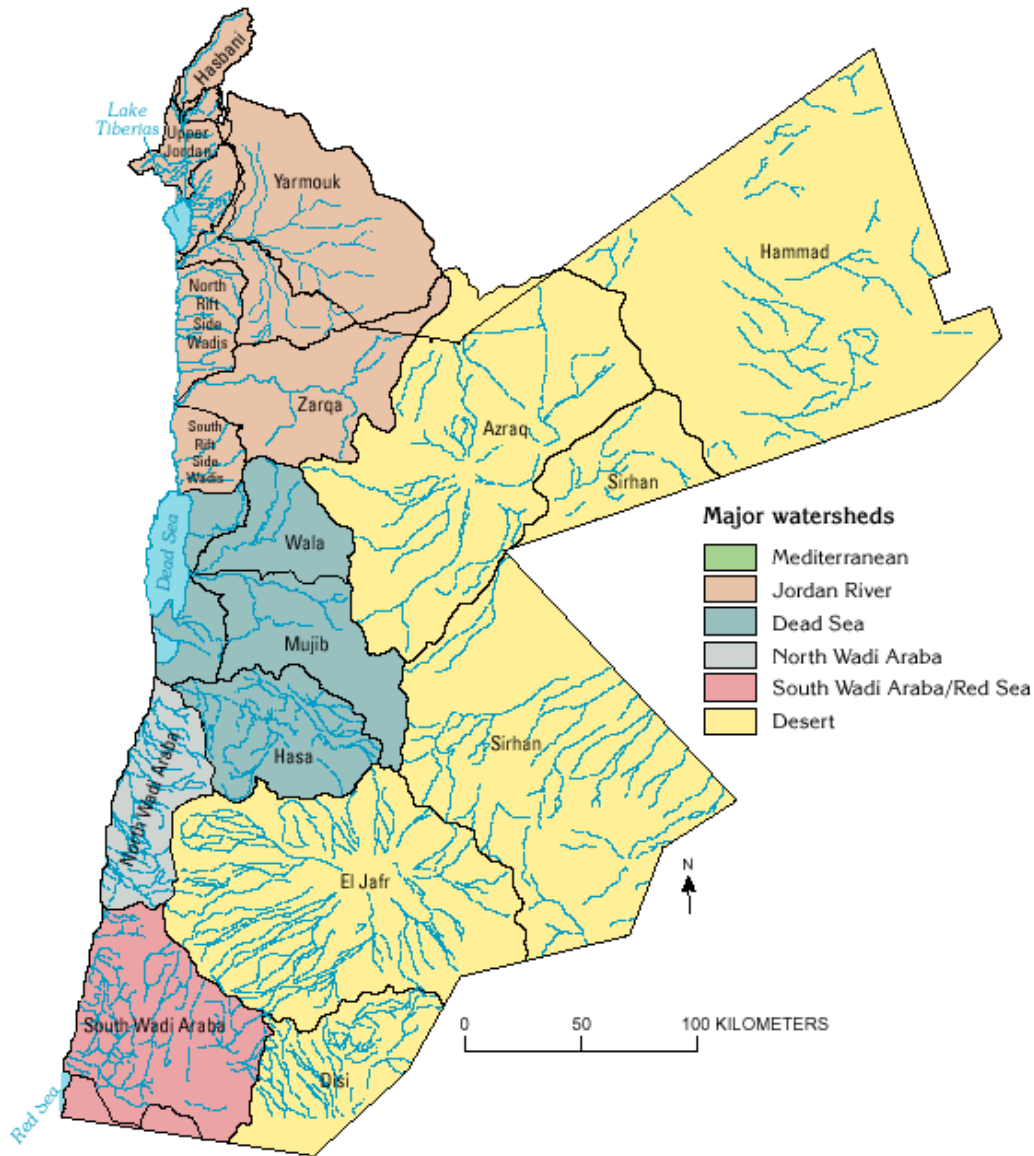 Hasbani
Lake
Tiberias
Upper
Jordan
Yarmouk
Hammad
North
Rift
Side
Wadis
Zarqa
Azraq
South
Rift
Side
Wadis
Sirhan
Dead Sea
Wala
Mujib
Hasa
Sirhan
North Wadi Araba
El Jafr
South Wadi Araba
Disi
Red Sea
Major watersheds
Mediterranean
Jordan River
Dead Sea
North Wadi Araba
South Wadi Araba/Red Sea
Desert
N
0 50 100 KILOMETERS